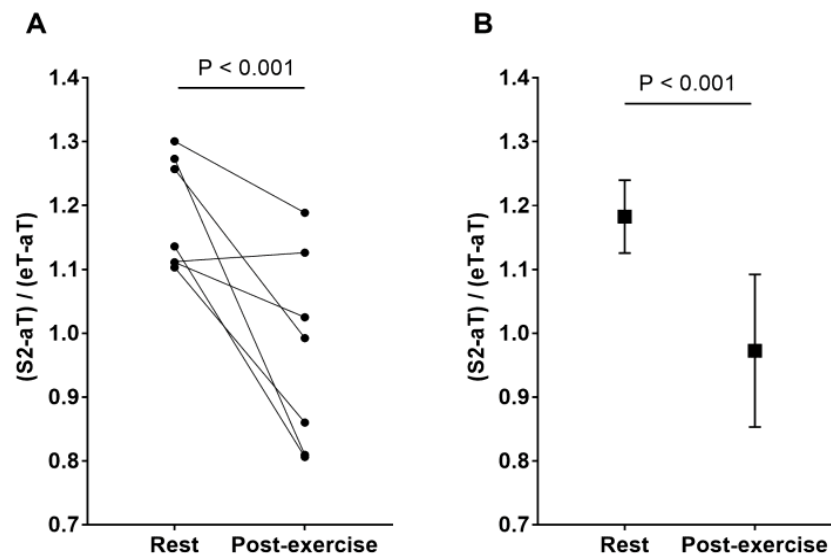 A
P < 0.001
(S2-aT) / (eT-aT)
1.4
1.3
1.2
1.1
1.0
0.9
0.8
0.7
Rest
Post-exercise
B
P < 0.001
(S2-aT) / (eT-aT)
1.4
1.3
1.2
1.1
1.0
0.9
0.8
0.7
Rest
Post-exercise